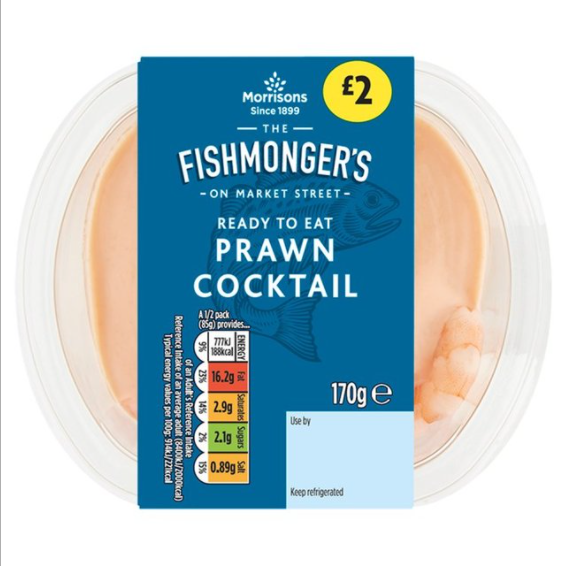 £2
Morrisons
Since 1899
THE
FISHMONGER'S
ON MARKET STREET
READY TO EAT
PRAWN
COCKTAIL
A 1/2 pack
(85g) provides...
ENERGY 777kJ 188kcal 9%
Fat 16.2g 23%
Saturates 2.9g 14%
Sugars 2.1g 2%
Salt 0.89g 15%
of an Adult's Reference Intake
Reference Intake of an average adult (8400kJ/2000kcal)
Typical energy values per 100g: 914kJ/221kcal
170g e
Use by
Keep refrigerated